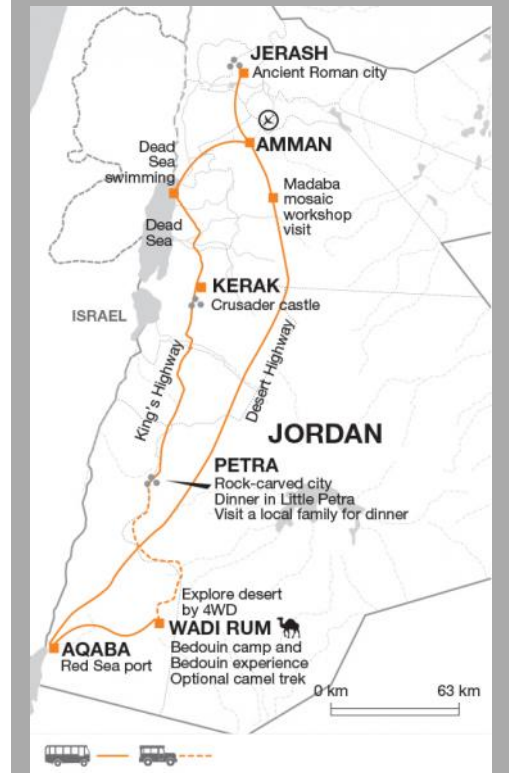 JERASH
Ancient Roman city
AMMAN
Dead
Sea
swimming
Madaba
mosaic
workshop
visit
Dead
Sea
KERAK
Crusader castle
ISRAEL
King's Highway
Desert Highway
JORDAN
PETRA
Rock-carved city
Dinner in Little Petra
Visit a local family for dinner
Explore desert
by 4WD
WADI RUM
Bedouin camp and
Bedouin experience
Optional camel trek
AQABA
Red Sea port
0 km 63 km